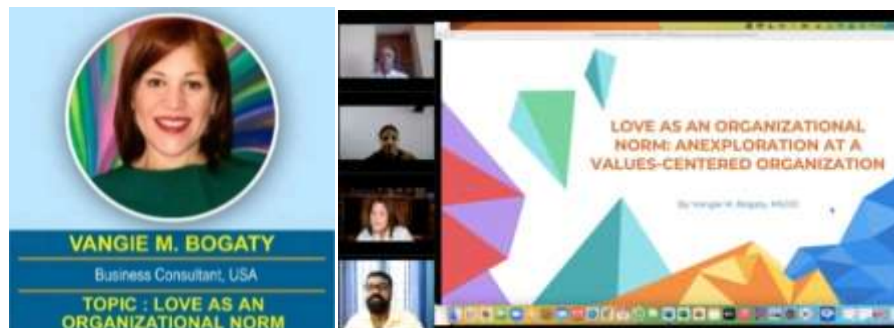 VANGIE M. BOGATY
Business Consultant, USA
TOPIC : LOVE AS AN
ORGANIZATIONAL NORM
LOVE AS AN ORGANIZATIONAL
NORM: ANEXPLORATION AT A
VALUES-CENTERED ORGANIZATION
By Vangie M. Bogaty, MSOD